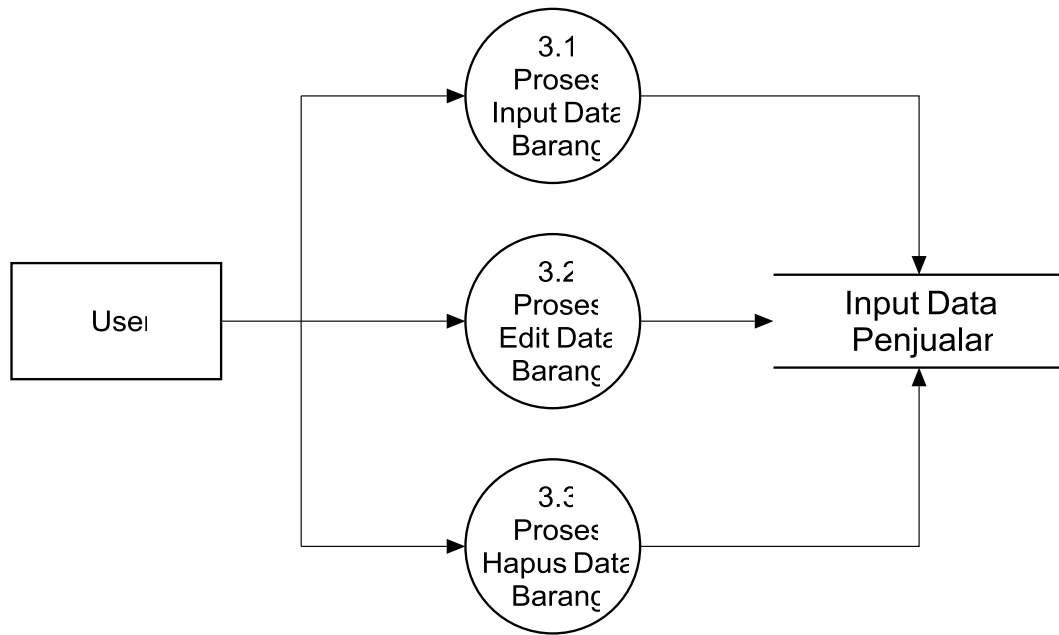 3.1
Proses
Input Data
Barang
User
3.2
Proses
Edit Data
Barang
Input Data
Penjualan
3.3
Proses
Hapus Data
Barang